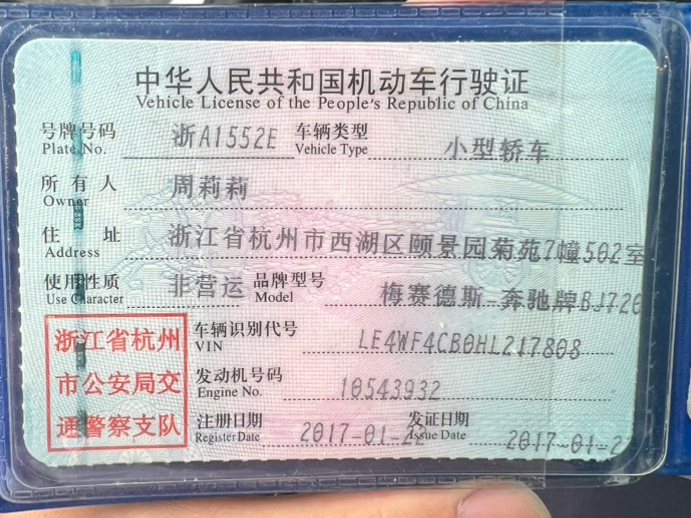 中华人民共和国机动车行驶证
Vehicle License of the People's Republic of China
号牌号码 浙A1552E 车辆类型 小型轿车
Plate No. Vehicle Type
所有人 周莉莉
Owner
住址 浙江省杭州市西湖区颐景园菊苑7幢502室
Address
使用性质 非营运 品牌型号 梅赛德斯-奔驰牌BJ726
Use Character Model
浙江省杭州
市公安局交
通警察支队
车辆识别代号 LE4WF4CB0HL217808
VIN
发动机号码 10543932
Engine No.
注册日期 2017-01-22 发证日期 2017-01-2
Register Date Issue Date